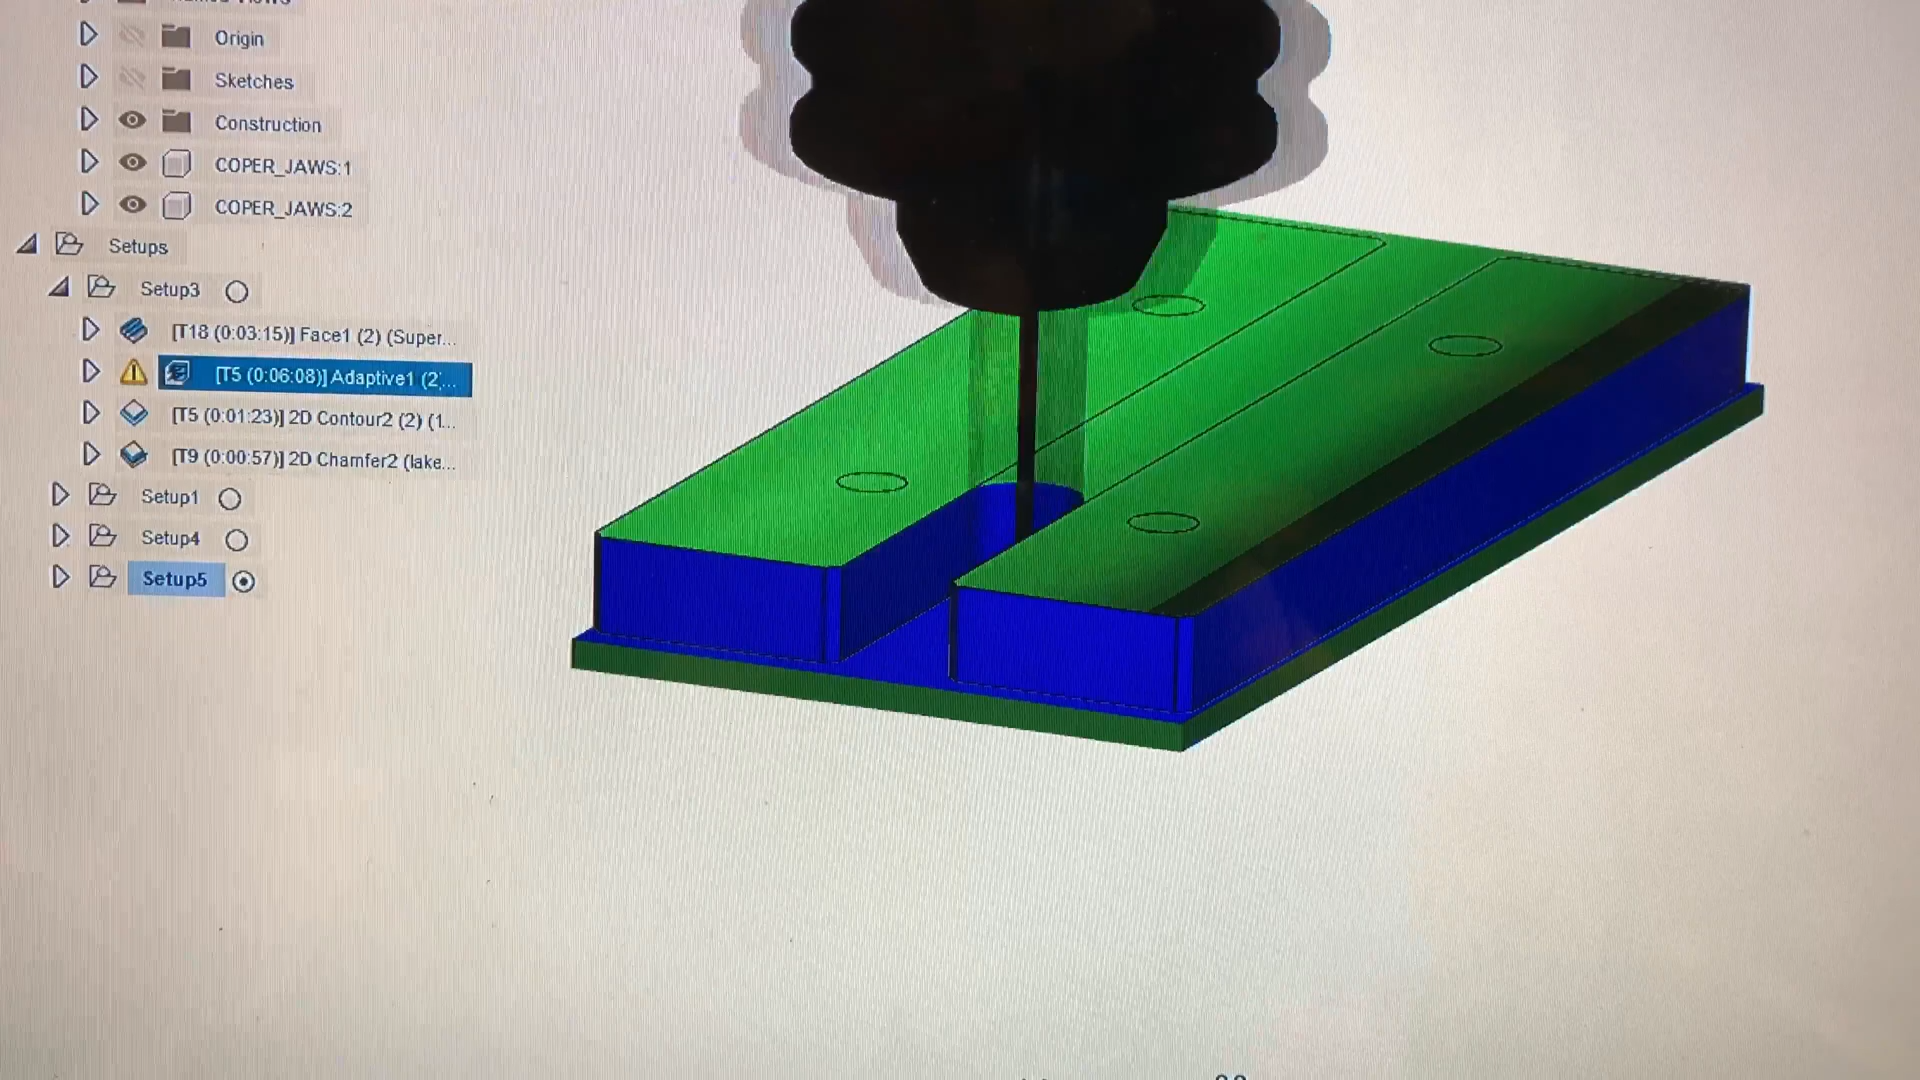 Origin
Sketches
Construction
COPER_JAWS:1
COPER_JAWS:2
Setups
Setup3
[T18 (0:03:15)] Face1 (2) (Super...
[T5 (0:06:08)] Adaptive1 (2)...
[T5 (0:01:23)] 2D Contour2 (2) (1...
[T9 (0:00:57)] 2D Chamfer2 (lake...
Setup1
Setup4
Setup5